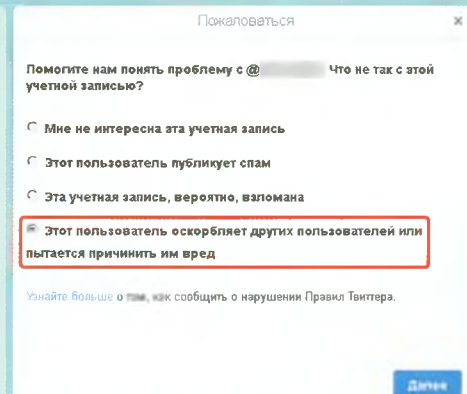 Пожаловаться
Помогите нам понять проблему с @ Что не так с этой
учетной записью?
Мне не интересна эта учетная запись
Этот пользователь публикует спам
Эта учетная запись, вероятно, взломана
Этот пользователь оскорбляет других пользователей или
пытается причинить им вред
Узнайте больше о том, как сообщить о нарушении Правил Твиттера.
Далее